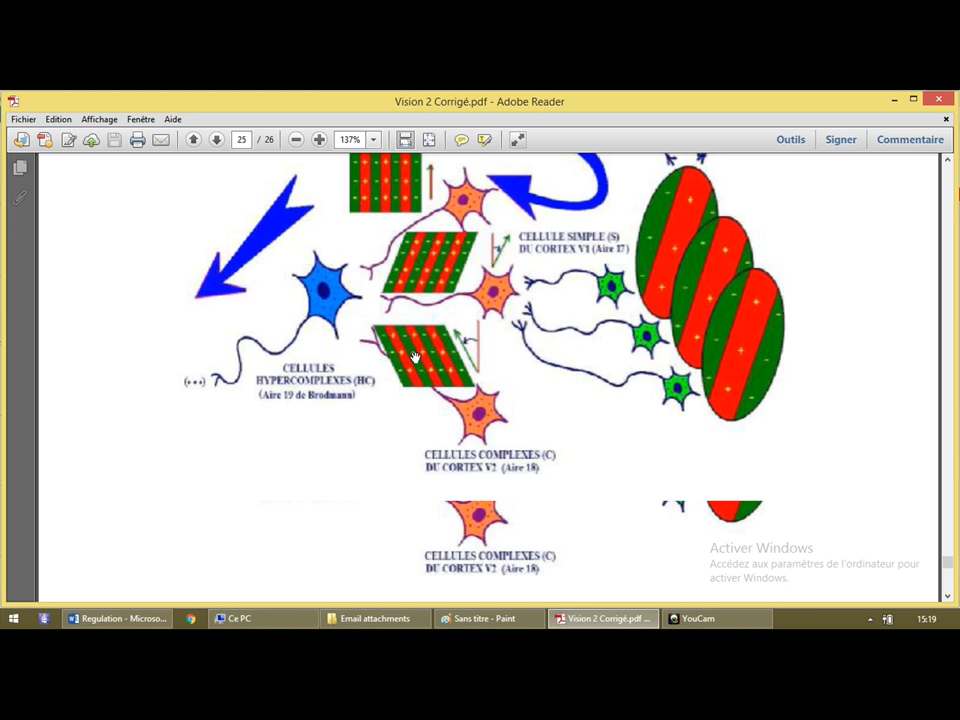 Vision 2 Corrigé.pdf - Adobe Reader
Fichier Edition Affichage Fenêtre Aide
25 / 26 137% Outils Signer Commentaire
CELLULE SIMPLE (S)
DU CORTEX V1 (Aire 17)
CELLULES
HYPERCOMPLEXES (HC)
(Aire 19 de Brodmann)
(...)
CELLULES COMPLEXES (C)
DU CORTEX V2 (Aire 18)
CELLULES COMPLEXES (C)
DU CORTEX V2 (Aire 18)
Activer Windows
Accédez aux paramètres de l'ordinateur pour
activer Windows.
Regulation - Microso... Ce PC Email attachments Sans titre - Paint Vision 2 Corrigé.pdf ... YouCam 15:19